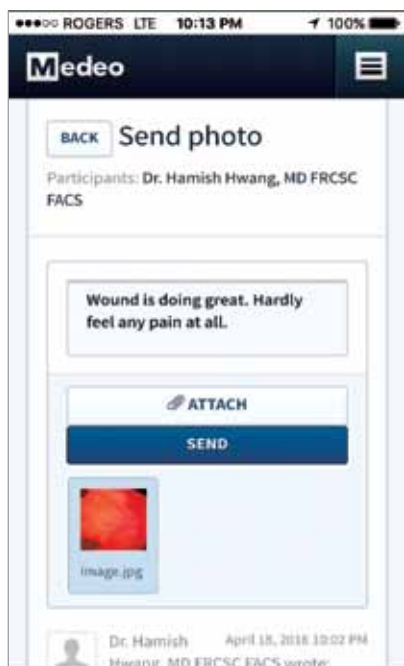 ROGERS LTE 10:13 PM 100%
Medeo
BACK Send photo
Participants: Dr. Hamish Hwang, MD FRCSC
FACS
Wound is doing great. Hardly
feel any pain at all.
ATTACH
SEND
image.jpg
Dr. Hamish April 18, 2016 10:02 PM
Hwang, MD FRCSC FACS wrote: